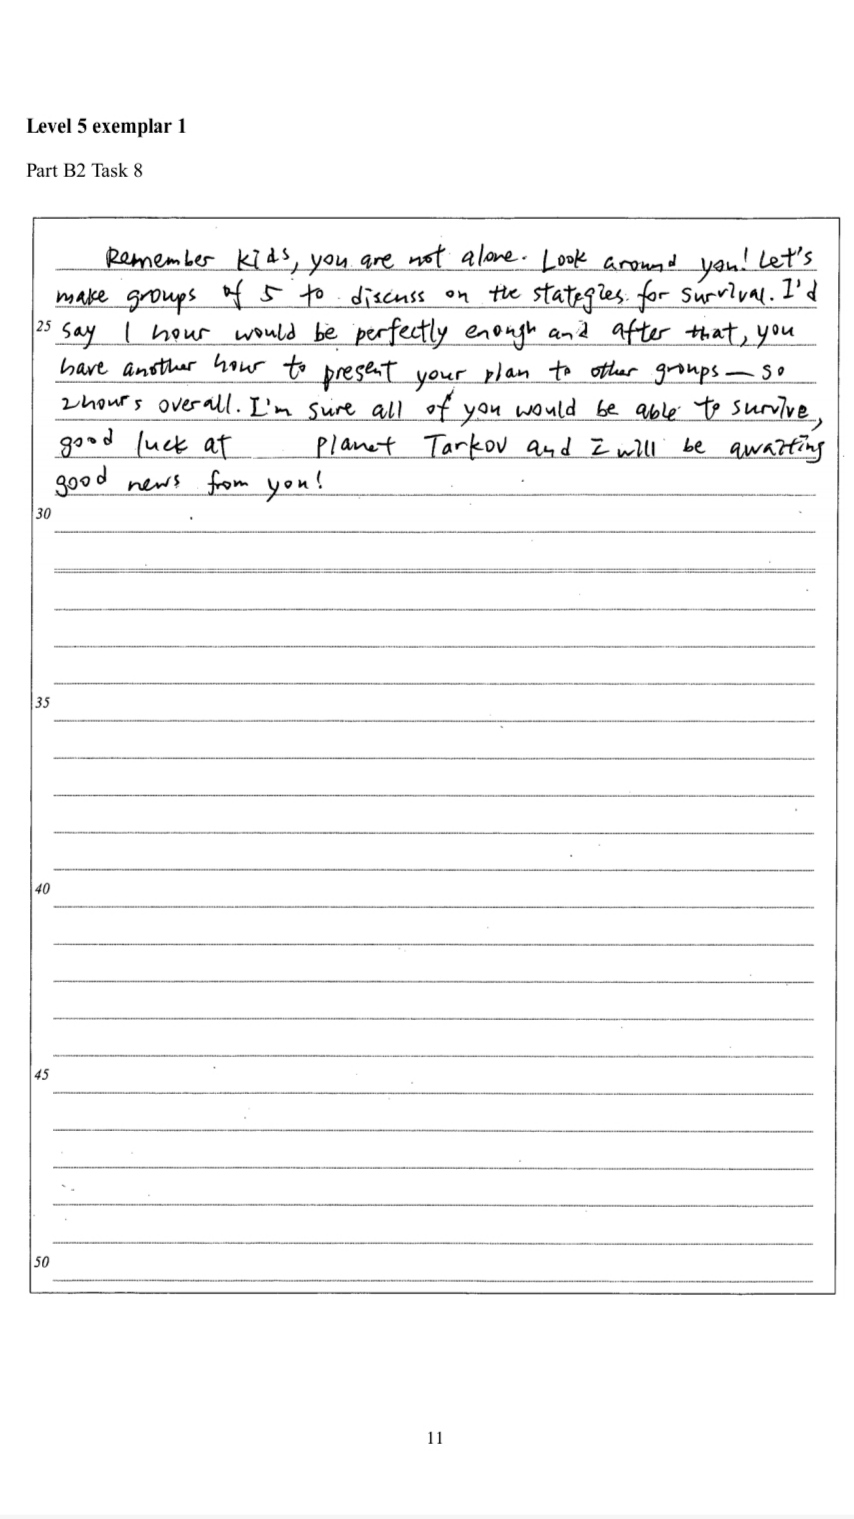 Level 5 exemplar 1
Part B2 Task 8
Remember kids, you are not alone. Look around you! Let's
make groups of 5 to discuss on the stategies for survival. I'd
25 say 1 hour would be perfectly enough and after that, you
have another hour to present your plan to other groups — so
2hours overall. I'm sure all of you would be able to survive,
good luck at Planet Tarkov and I will be awaiting
good news from you!
30
35
40
45
50
11